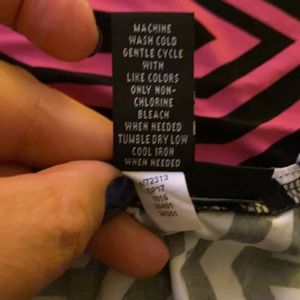 MACHINE
WASH COLD
GENTLE CYCLE
WITH
LIKE COLORS
ONLY NON-
CHLORINE
BLEACH
WHEN NEEDED
TUMBLE DRY LOW
COOL IRON
WHEN NEEDED